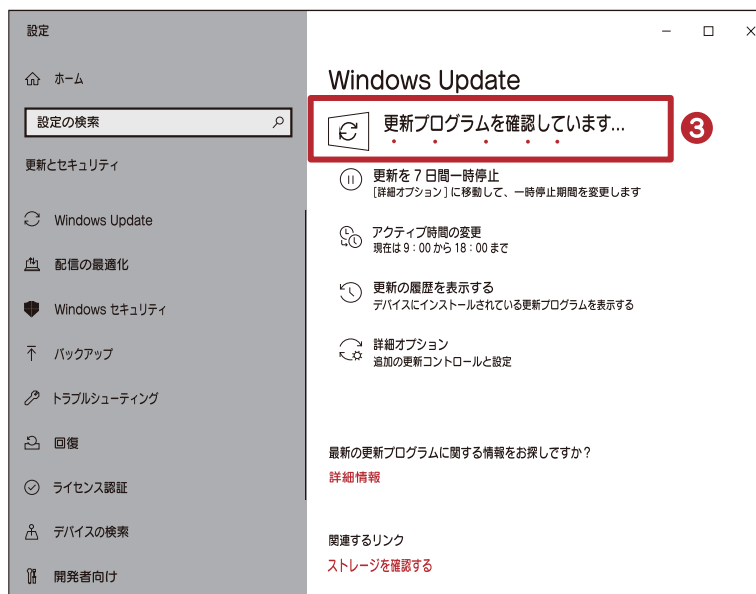 設定
ホーム
設定の検索
更新とセキュリティ
Windows Update
配信の最適化
Windows セキュリティ
バックアップ
トラブルシューティング
回復
ライセンス認証
デバイスの検索
開発者向け
Windows Update
更新プログラムを確認しています...
3
更新を 7 日間一時停止
[詳細オプション] に移動して、一時停止期間を変更します
アクティブ時間の変更
現在は 9：00 から 18：00 まで
更新の履歴を表示する
デバイスにインストールされている更新プログラムを表示する
詳細オプション
追加の更新コントロールと設定
最新の更新プログラムに関する情報をお探しですか？
詳細情報
関連するリンク
ストレージを確認する